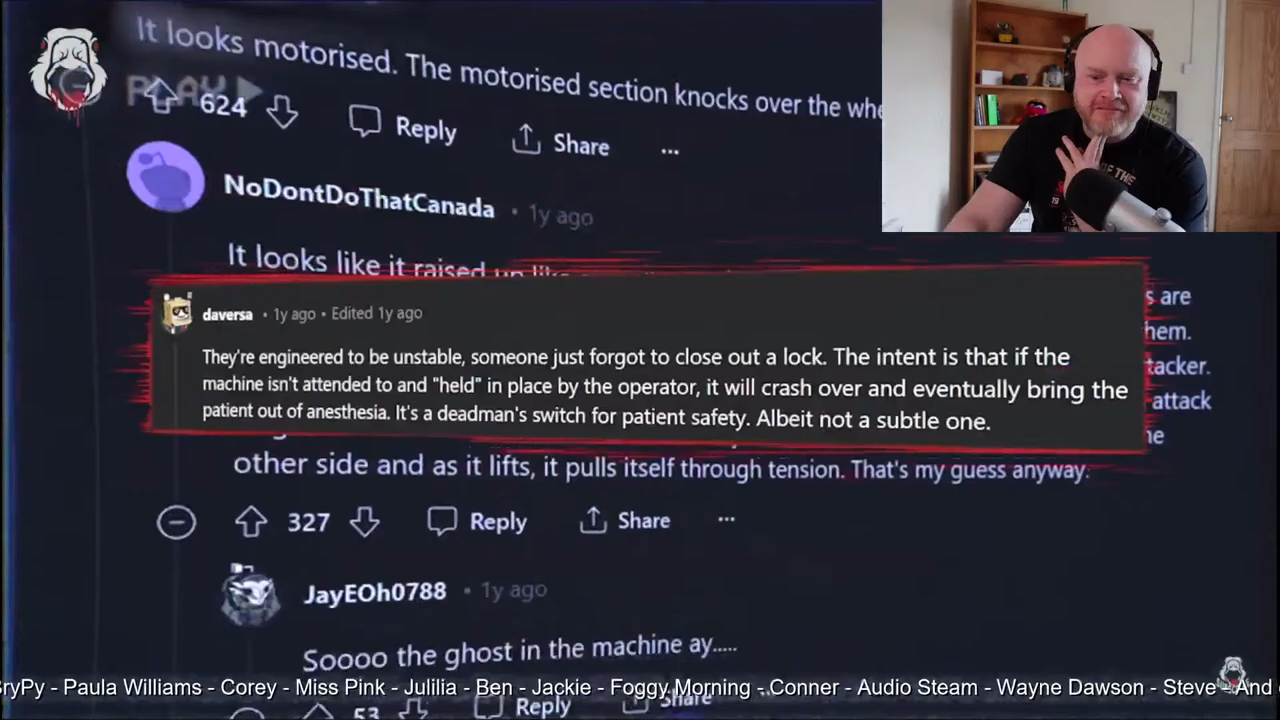 It looks motorised. The motorised section knocks over the
PLAY
624 Reply Share ...
NoDontDoThatCanada • 1y ago
It looks like it raised up like
daversa • 1y ago • Edited 1y ago
They're engineered to be unstable, someone just forgot to close out a lock. The intent is that if the
machine isn't attended to and "held" in place by the operator, it will crash over and eventually bring the
patient out of anesthesia. It's a deadman's switch for patient safety. Albeit not a subtle one.
are
tacker.
attack
other side and as it lifts, it pulls itself through tension. That's my guess anyway.
327 Reply Share ...
JayEOh0788 • 1y ago
Soooo the ghost in the machine ay.....
53 Reply Share
BryPy - Paula Williams - Corey - Miss Pink - Julilia - Ben - Jackie - Foggy Morning - Conner - Audio Steam - Wayne Dawson - Steve - And